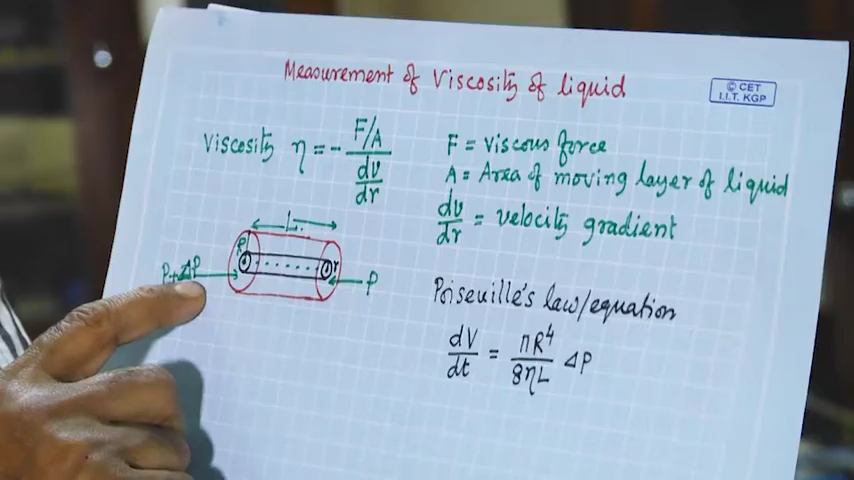 Measurement of Viscosity of liquid
© CET
I.I.T. KGP
Viscosity η = - F/A / dv/dr
F = viscous force
A = Area of moving layer of liquid
dv/dr = velocity gradient
L
R
r
P+ΔP
P
Poiseuille's law/equation
dV/dt = πR⁴/8ηL ΔP